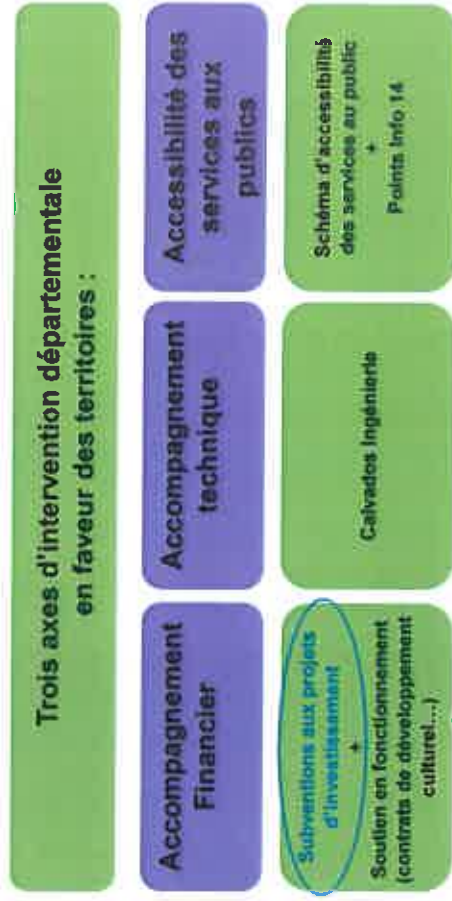 Trois axes d'intervention départementale
en faveur des territoires :
Accompagnement
Financier
Accompagnement
technique
Accessibilité des
services aux
publics
Subventions aux projets
d'investissement
+
Soutien en fonctionnement
(contrats de développement
culturel...)
Calvados Ingénierie
Schéma d'accessibilité
des services au public
+
Points Info 14